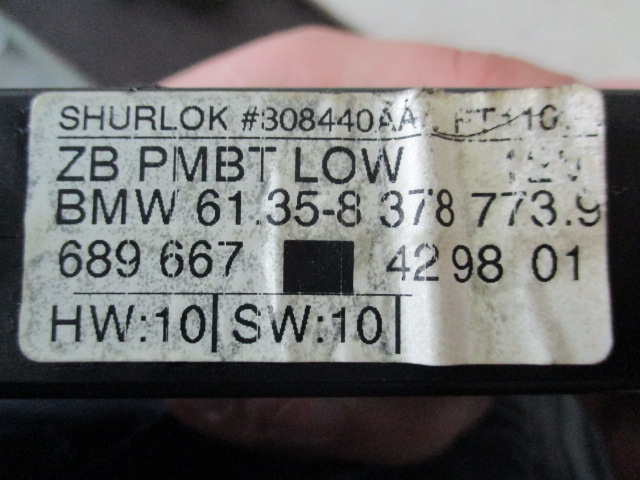 SHURLOK #308440AA
ZB PMBT LOW 12V
BMW 61.35-8 378 773.9
689 667 42 98 01
HW:10 SW:10